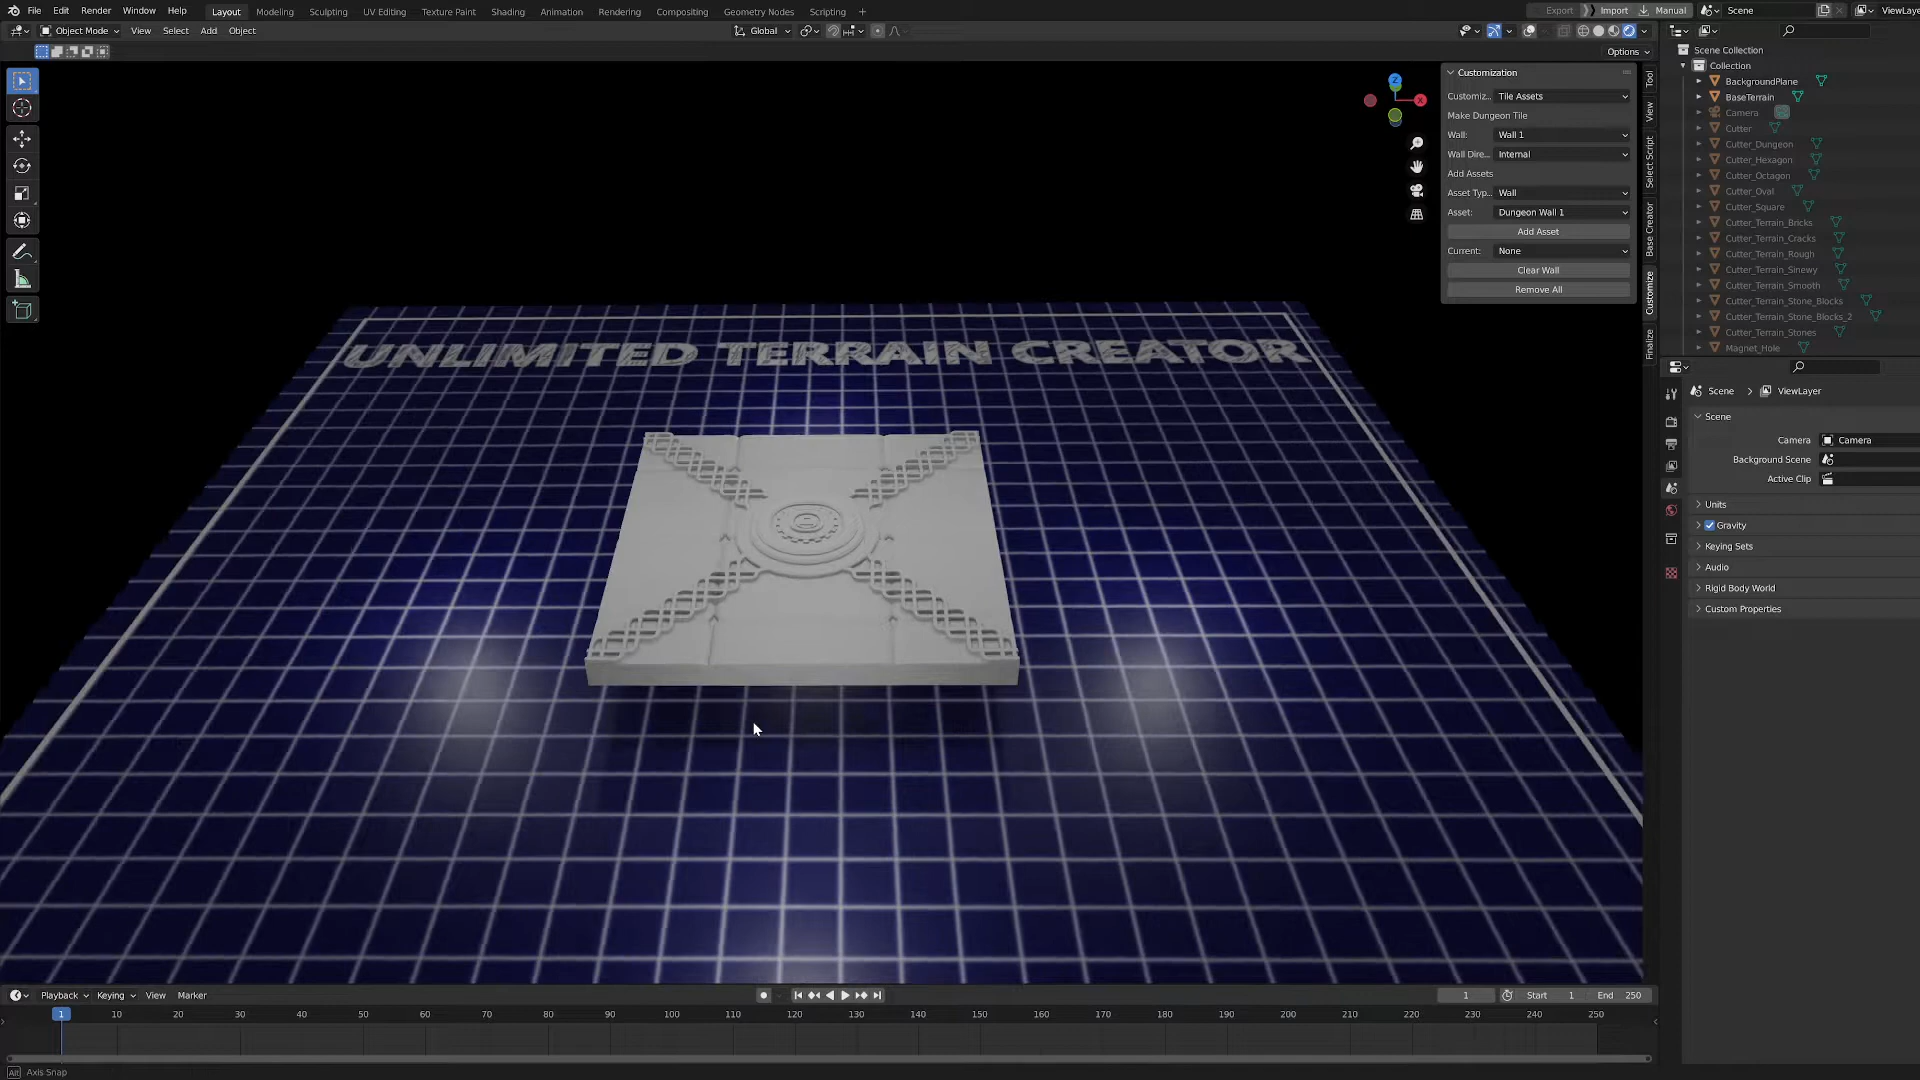 File Edit Render Window Help Layout Modeling Sculpting UV Editing Texture Paint Shading Animation Rendering Compositing Geometry Nodes Scripting + Export Import Manual Scene ViewLaye
Object Mode View Select Add Object Global
Options
Customization
Customiz... Tile Assets
Make Dungeon Tile
Wall: Wall 1
Wall Dire... Internal
Add Assets
Asset Typ... Wall
Asset: Dungeon Wall 1
Add Asset
Current: None
Clear Wall
Remove All
Tool
View
Select Script
Base Creator
Customize
Finalize
Z
X
UNLIMITED TERRAIN CREATOR
Scene Collection
Collection
BackgroundPlane
BaseTerrain
Camera
Cutter
Cutter_Dungeon
Cutter_Hexagon
Cutter_Octagon
Cutter_Oval
Cutter_Square
Cutter_Terrain_Bricks
Cutter_Terrain_Cracks
Cutter_Terrain_Rough
Cutter_Terrain_Sinewy
Cutter_Terrain_Smooth
Cutter_Terrain_Stone_Blocks
Cutter_Terrain_Stone_Blocks_2
Cutter_Terrain_Stones
Magnet_Hole
Scene > ViewLayer
Scene
Camera Camera
Background Scene
Active Clip
Units
Gravity
Keying Sets
Audio
Rigid Body World
Custom Properties
Playback Keying View Marker 1 Start 1 End 250
1 10 20 30 40 50 60 70 80 90 100 110 120 130 140 150 160 170 180 190 200 210 220 230 240 250
Alt Axis Snap